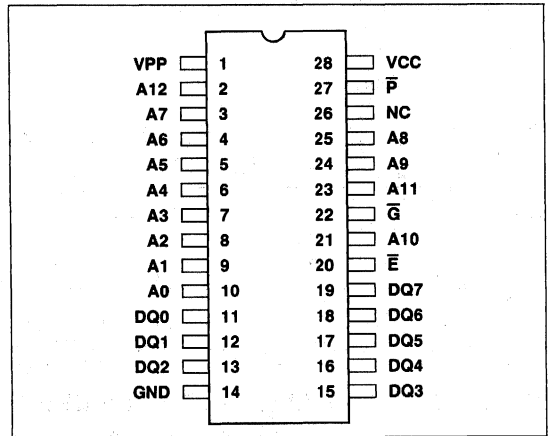 VPP 1 28 VCC
A12 2 27 P̅
A7 3 26 NC
A6 4 25 A8
A5 5 24 A9
A4 6 23 A11
A3 7 22 G̅
A2 8 21 A10
A1 9 20 E̅
A0 10 19 DQ7
DQ0 11 18 DQ6
DQ1 12 17 DQ5
DQ2 13 16 DQ4
GND 14 15 DQ3